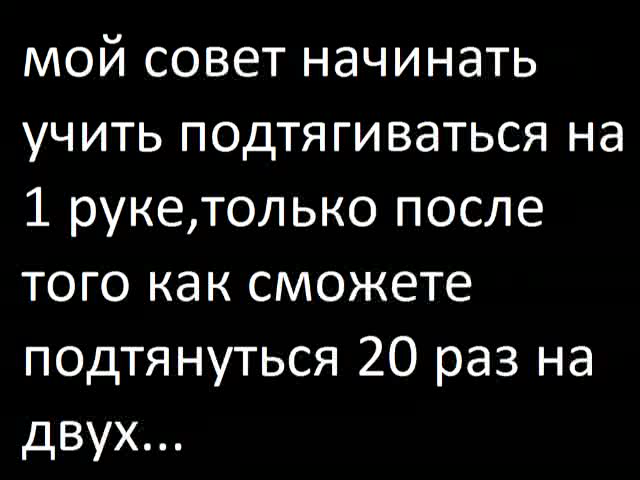 мой совет начинать
учить подтягиваться на
1 руке,только после
того как сможете
подтянуться 20 раз на
двух...